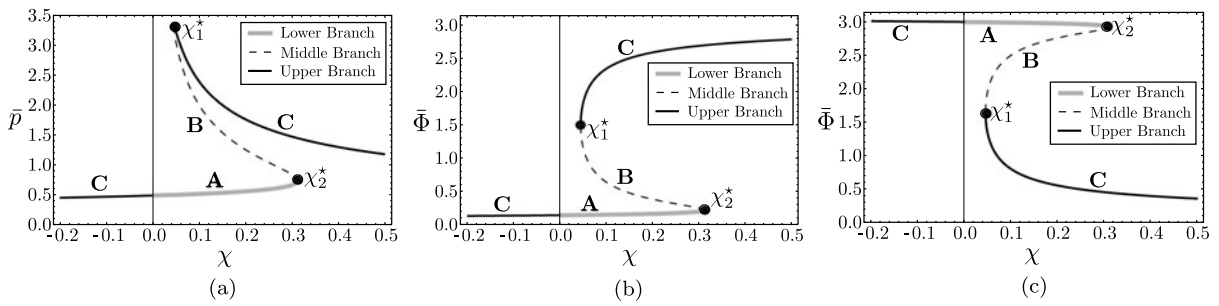 3.5
3.0
2.5
2.0
1.5
1.0
0.5
0.0
p̄
-0.2 -0.1 0.0 0.1 0.2 0.3 0.4 0.5
χ
χ₁*
χ₂*
C
A
B
C
Lower Branch
Middle Branch
Upper Branch
(a)
3.0
2.5
2.0
1.5
1.0
0.5
0.0
Φ̄
-0.2 -0.1 0.0 0.1 0.2 0.3 0.4 0.5
χ
χ₁*
χ₂*
C
A
B
C
Lower Branch
Middle Branch
Upper Branch
(b)
3.0
2.5
2.0
1.5
1.0
0.5
0.0
Φ̄
-0.2 -0.1 0.0 0.1 0.2 0.3 0.4 0.5
χ
χ₂*
χ₁*
C
A
B
C
Lower Branch
Middle Branch
Upper Branch
(c)